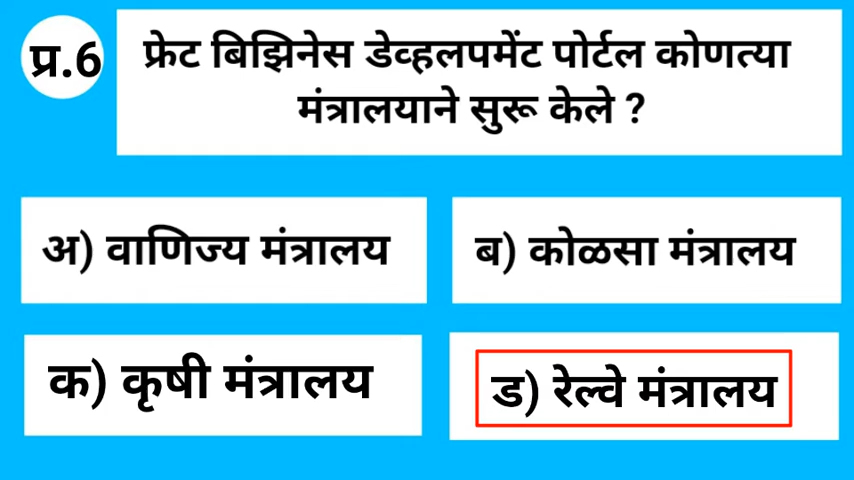 प्र.6
फ्रेट बिझिनेस डेव्हलपमेंट पोर्टल कोणत्या
मंत्रालयाने सुरू केले ?
अ) वाणिज्य मंत्रालय
ब) कोळसा मंत्रालय
क) कृषी मंत्रालय
ड) रेल्वे मंत्रालय